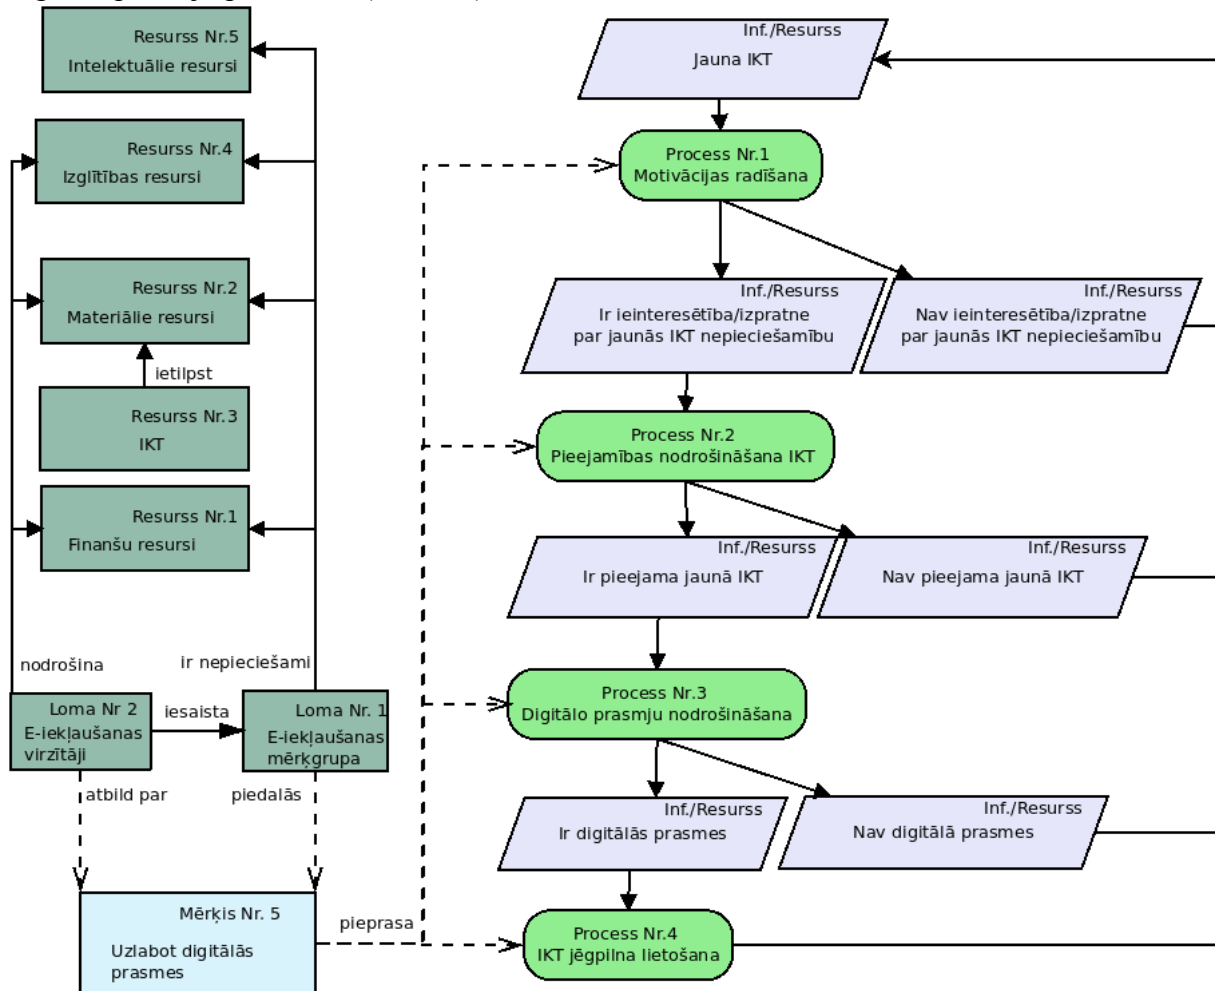 Resurss Nr.5
Intelektuālie resursi
Resurss Nr.4
Izglītības resursi
Resurss Nr.2
Materiālie resursi
ietilpst
Resurss Nr.3
IKT
Resurss Nr.1
Finanšu resursi
nodrošina
ir nepieciešami
Loma Nr 2
E-iekļaušanas
virzītāji
iesaista
Loma Nr. 1
E-iekļaušanas
mērķgrupa
atbild par
piedalās
Mērķis Nr. 5
Uzlabot digitālās
prasmes
pieprasa
Inf./Resurss
Jauna IKT
Process Nr.1
Motivācijas radīšana
Inf./Resurss
Ir ieinteresētība/izpratne
par jaunās IKT nepieciešamību
Inf./Resurss
Nav ieinteresētība/izpratne
par jaunās IKT nepieciešamību
Process Nr.2
Pieejamības nodrošināšana IKT
Inf./Resurss
Ir pieejama jaunā IKT
Inf./Resurss
Nav pieejama jaunā IKT
Process Nr.3
Digitālo prasmju nodrošināšana
Inf./Resurss
Ir digitālās prasmes
Inf./Resurss
Nav digitālā prasmes
Process Nr.4
IKT jēgpilna lietošana